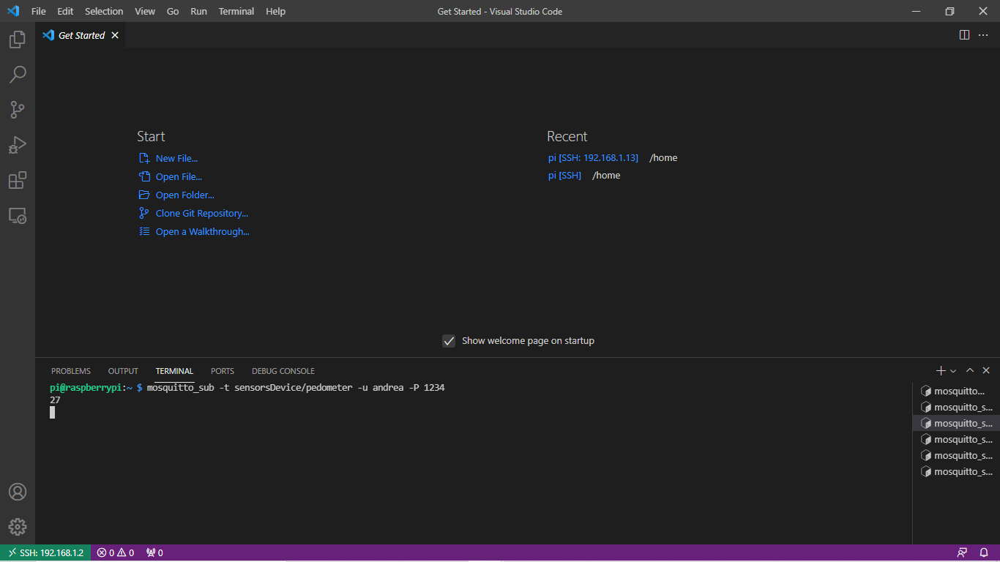 File Edit Selection View Go Run Terminal Help Get Started - Visual Studio Code
Get Started
Start
New File...
Open File...
Open Folder...
Clone Git Repository...
Open a Walkthrough...
Recent
pi [SSH: 192.168.1.13] /home
pi [SSH] /home
Show welcome page on startup
PROBLEMS OUTPUT TERMINAL PORTS DEBUG CONSOLE
pi@raspberrypi:~ $ mosquitto_sub -t sensorsDevice/pedometer -u andrea -P 1234
27
mosquitto...
mosquitto_s...
mosquitto_s...
mosquitto_s...
mosquitto_s...
mosquitto_s...
SSH: 192.168.1.2 0 0 0